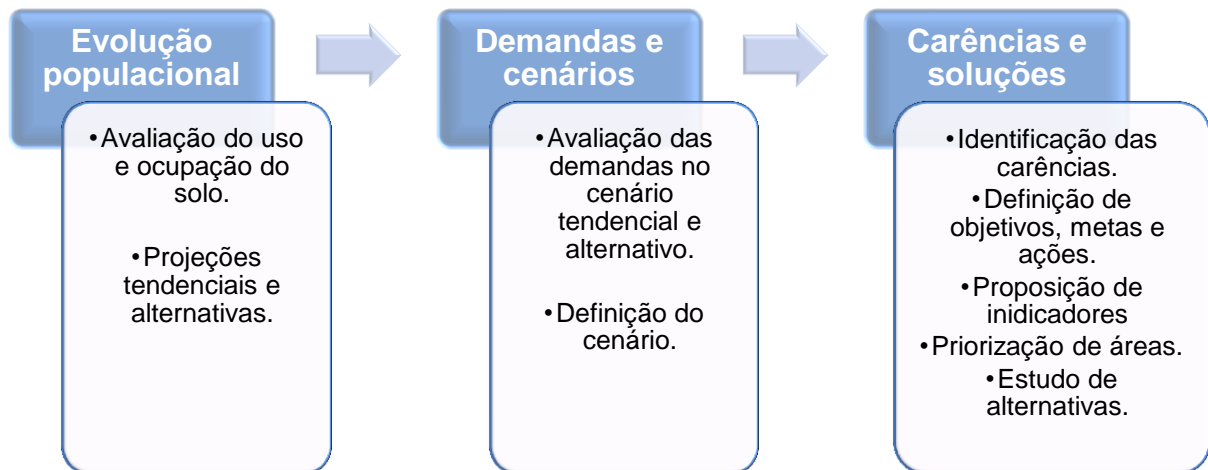 Evolução
populacional
•Avaliação do uso
e ocupação do
solo.
•Projeções
tendenciais e
alternativas.
Demandas e
cenários
•Avaliação das
demandas no
cenário
tendencial e
alternativo.
•Definição do
cenário.
Carências e
soluções
•Identificação das
carências.
•Definição de
objetivos, metas e
ações.
•Proposição de
inidicadores
•Priorização de áreas.
•Estudo de
alternativas.